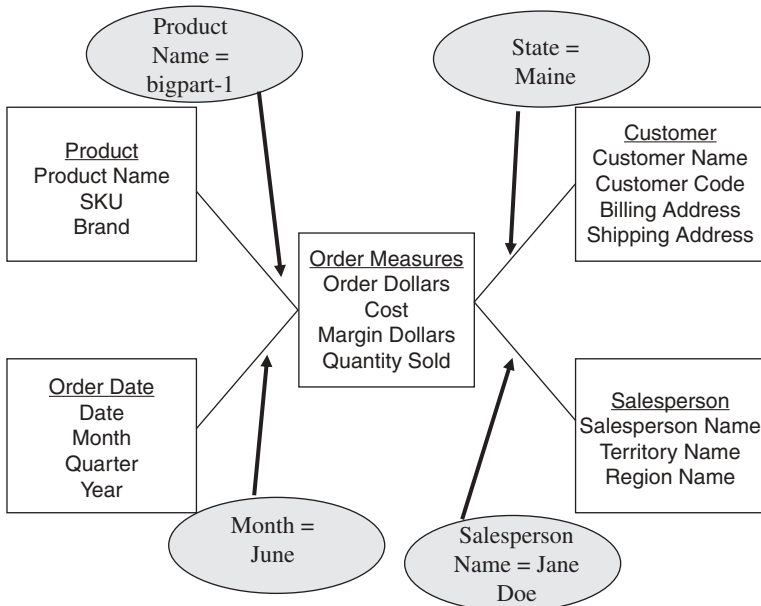 Product
Name =
bigpart-1
State =
Maine
Product
Product Name
SKU
Brand
Customer
Customer Name
Customer Code
Billing Address
Shipping Address
Order Measures
Order Dollars
Cost
Margin Dollars
Quantity Sold
Order Date
Date
Month
Quarter
Year
Salesperson
Salesperson Name
Territory Name
Region Name
Month =
June
Salesperson
Name = Jane
Doe